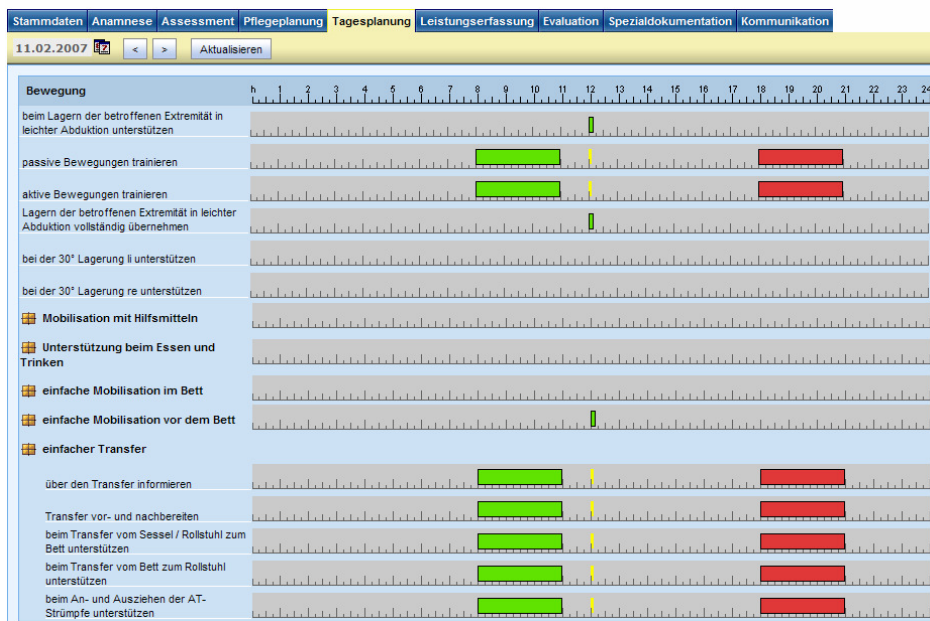 Stammdaten Anamnese Assessment Pflegeplanung Tagesplanung Leistungserfassung Evaluation Spezialdokumentation Kommunikation
11.02.2007 < > Aktualisieren
Bewegung h 1 2 3 4 5 6 7 8 9 10 11 12 13 14 15 16 17 18 19 20 21 22 23 24
beim Lagern der betroffenen Extremität in
leichter Abduktion unterstützen
passive Bewegungen trainieren
aktive Bewegungen trainieren
Lagern der betroffenen Extremität in leichter
Abduktion vollständig übernehmen
bei der 30° Lagerung li unterstützen
bei der 30° Lagerung re unterstützen
Mobilisation mit Hilfsmitteln
Unterstützung beim Essen und
Trinken
einfache Mobilisation im Bett
einfache Mobilisation vor dem Bett
einfacher Transfer
über den Transfer informieren
Transfer vor- und nachbereiten
beim Transfer vom Sessel / Rollstuhl zum
Bett unterstützen
beim Transfer vom Bett zum Rollstuhl
unterstützen
beim An- und Ausziehen der AT-
Strümpfe unterstützen